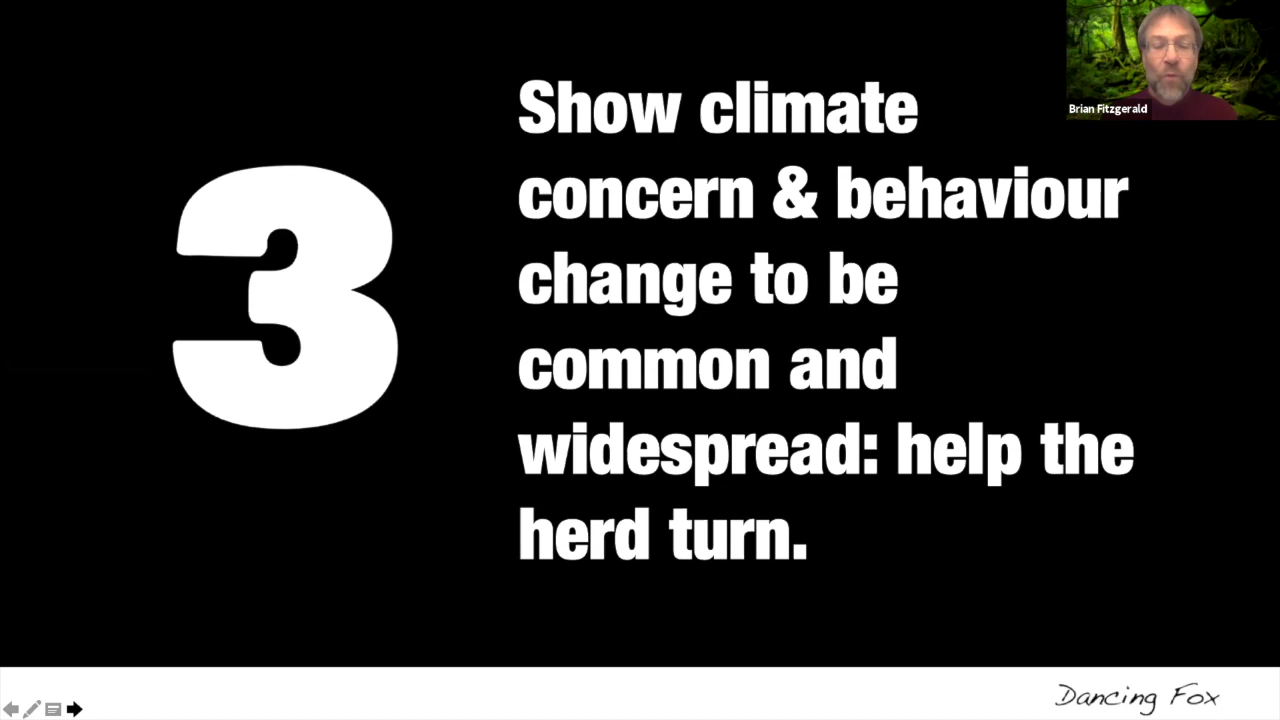 Brian Fitzgerald
3
Show climate
concern & behaviour
change to be
common and
widespread: help the
herd turn.
Dancing Fox